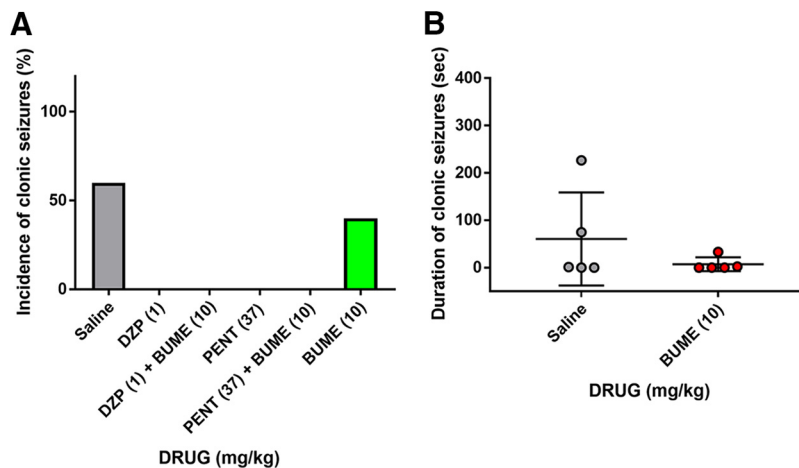 A
Incidence of clonic seizures (%)
100
50
0
Saline
DZP (1)
DZP (1) + BUME (10)
PENT (37)
PENT (37) + BUME (10)
BUME (10)
DRUG (mg/kg)
B
Duration of clonic seizures (sec)
400
300
200
100
0
Saline
BUME (10)
DRUG (mg/kg)